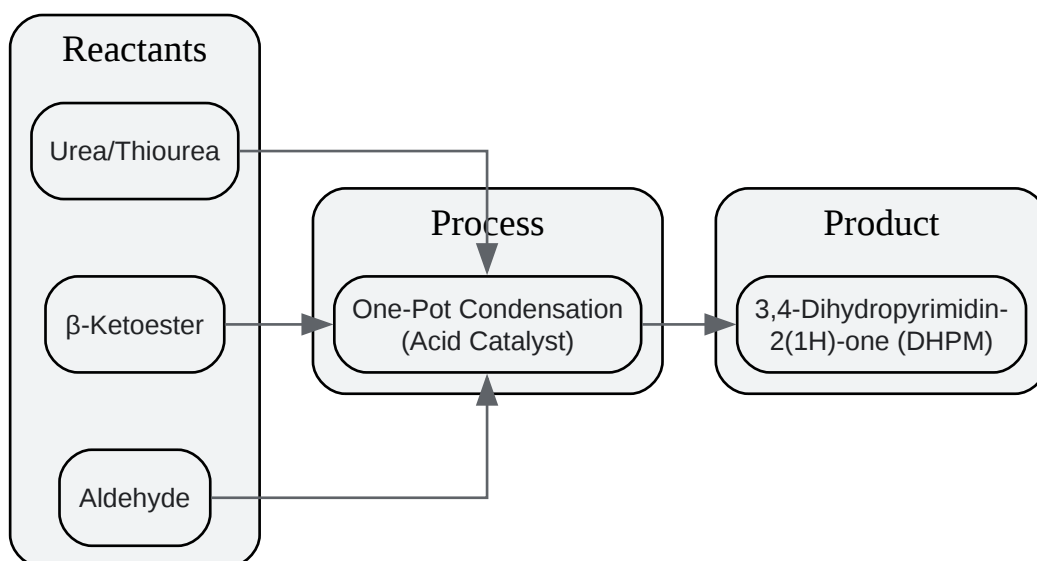 Reactants
Urea/Thiourea
β-Ketoester
Aldehyde
Process
One-Pot Condensation
(Acid Catalyst)
Product
3,4-Dihydropyrimidin-
2(1H)-one (DHPM)